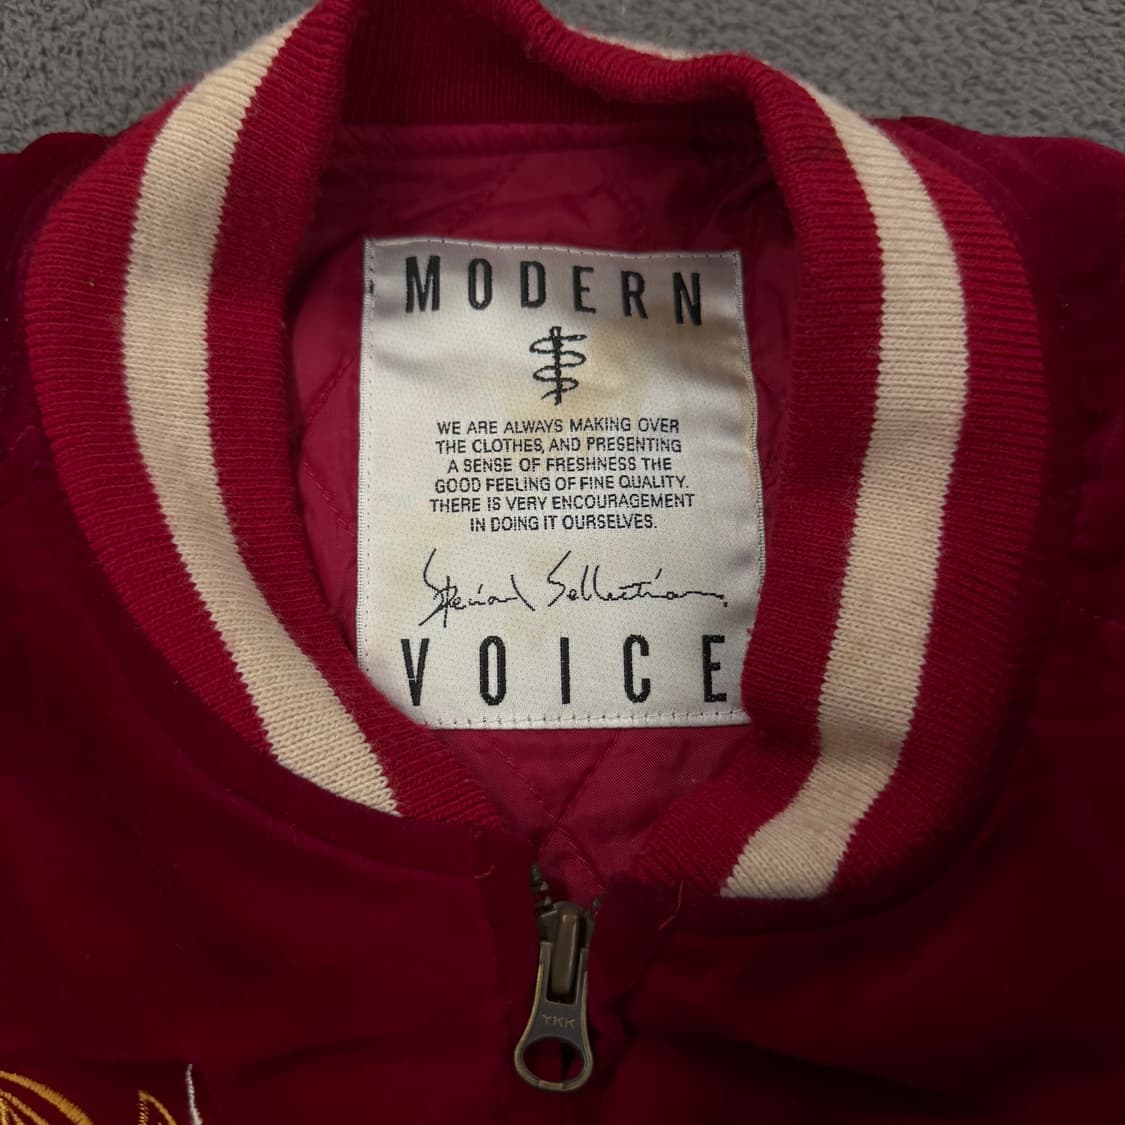 MODERN
WE ARE ALWAYS MAKING OVER
THE CLOTHES, AND PRESENTING
A SENSE OF FRESHNESS THE
GOOD FEELING OF FINE QUALITY.
THERE IS VERY ENCOURAGEMENT
IN DOING IT OURSELVES.
Special Sellection.
VOICE
YKK